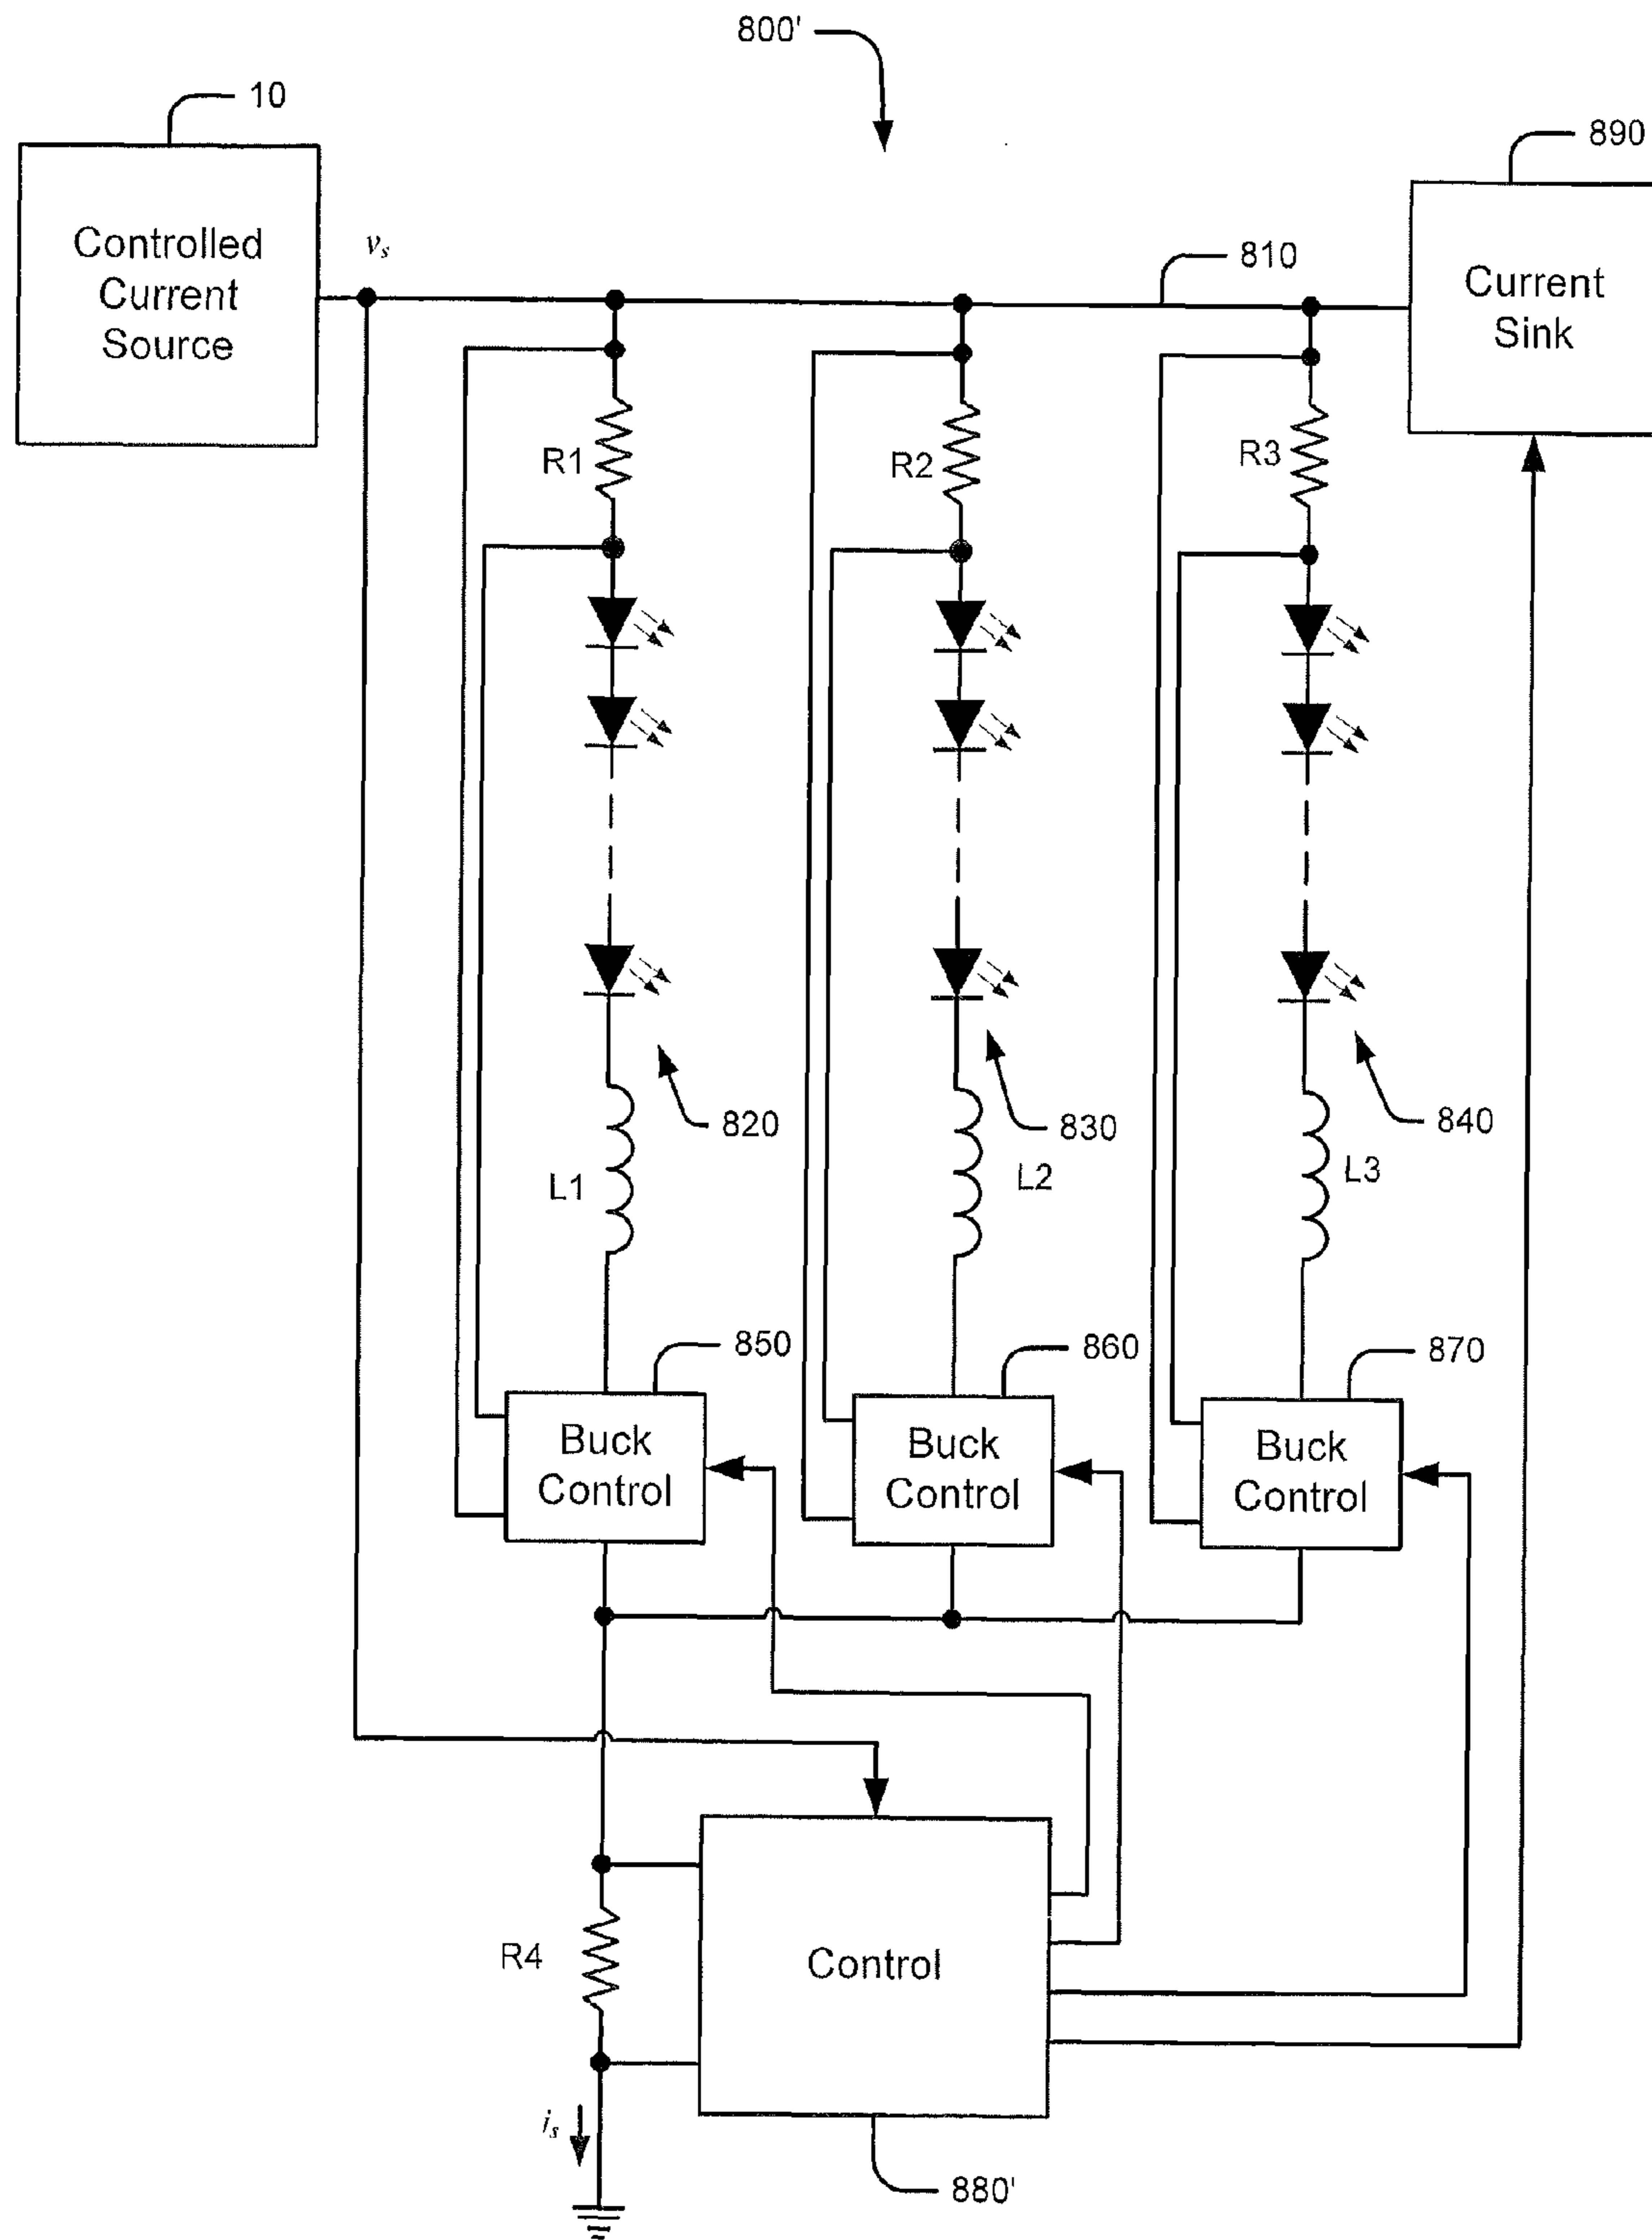 800'
10
890
Controlled
Current
Source
vs
810
Current
Sink
R1
R2
R3
820
830
840
L1
L2
L3
850
860
870
Buck
Control
Buck
Control
Buck
Control
R4
Control
is
880'